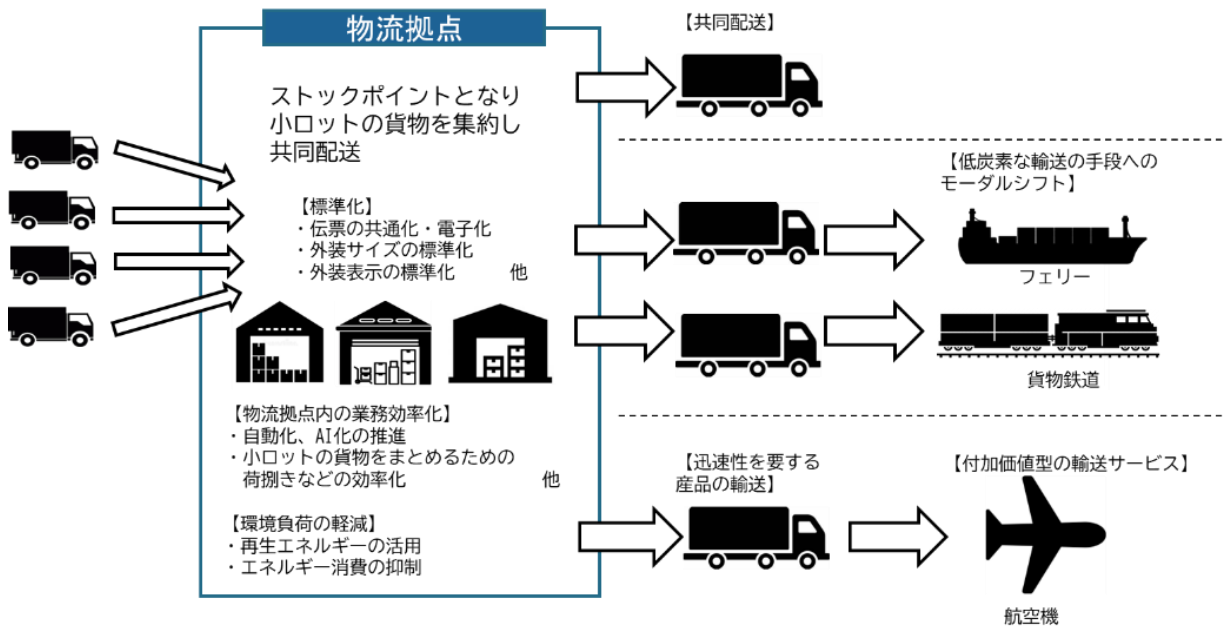 物流拠点
ストックポイントとなり
小ロットの貨物を集約し
共同配送
【標準化】
・伝票の共通化・電子化
・外装サイズの標準化
・外装表示の標準化　　　他
【物流拠点内の業務効率化】
・自動化、AI化の推進
・小ロットの貨物をまとめるための
荷捌きなどの効率化　　　　　　他
【環境負荷の軽減】
・再生エネルギーの活用
・エネルギー消費の抑制
【共同配送】
【低炭素な輸送の手段への
モーダルシフト】
フェリー
貨物鉄道
【迅速性を要する
産品の輸送】
【付加価値型の輸送サービス】
航空機